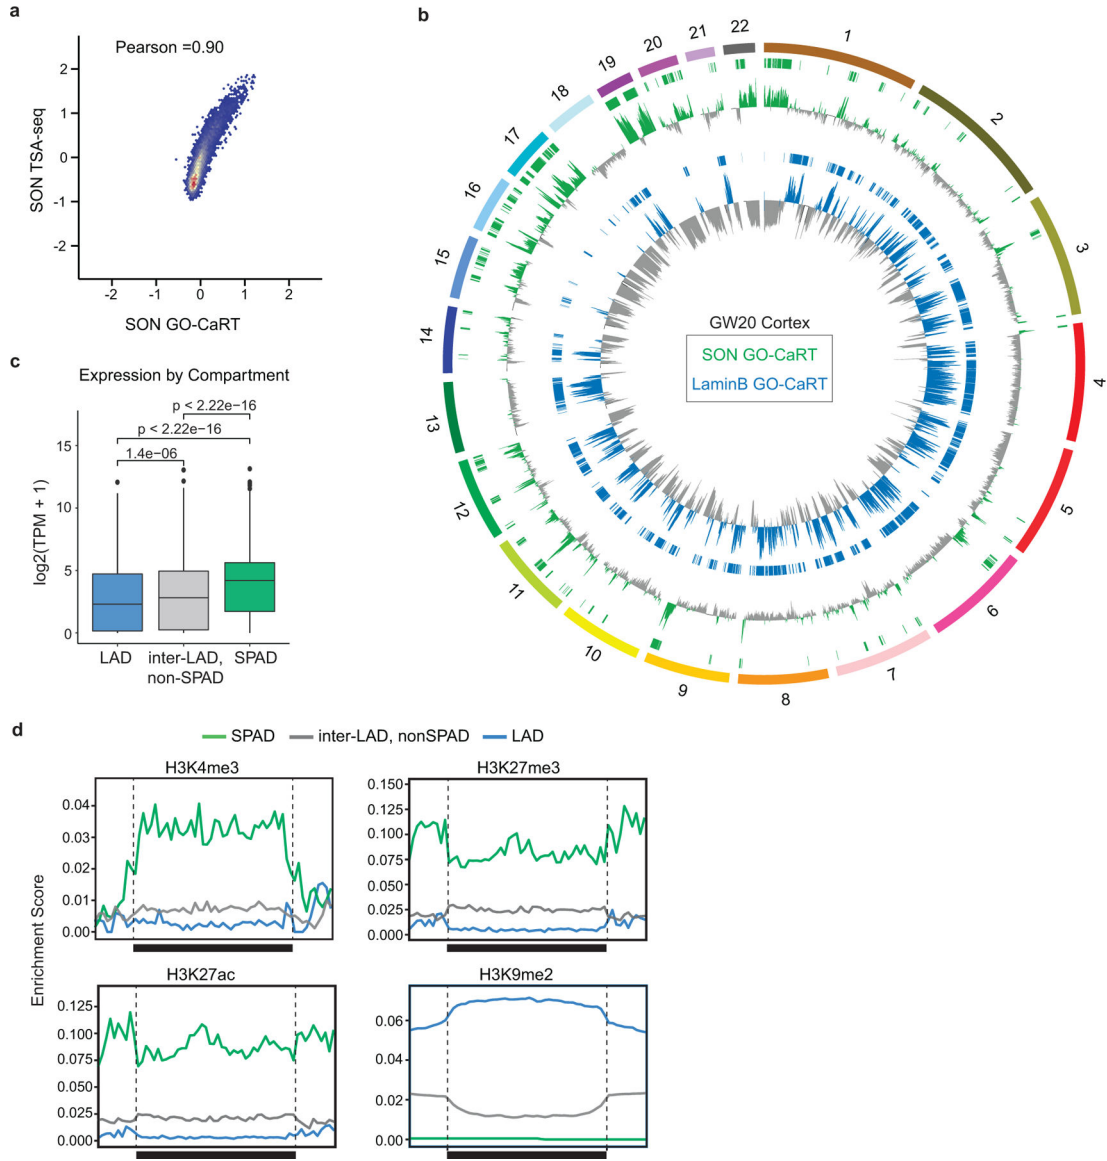 a
Pearson =0.90
2
1
0
-1
-2
SON TSA-seq
-2
-1
0
1
2
SON GO-CaRT
b
1
2
3
4
5
6
7
8
9
10
11
12
13
14
15
16
17
18
19
20
21
22
GW20 Cortex
SON GO-CaRT
LaminB GO-CaRT
c
Expression by Compartment
p < 2.22e−16
p < 2.22e−16
1.4e−06
15
10
5
0
log2(TPM + 1)
LAD
inter-LAD,
non-SPAD
SPAD
d
SPAD
inter-LAD, nonSPAD
LAD
Enrichment Score
H3K4me3
0.04
0.03
0.02
0.01
0.00
H3K27me3
0.150
0.125
0.100
0.075
0.050
0.025
0.000
H3K27ac
0.125
0.100
0.075
0.050
0.025
0.000
H3K9me2
0.06
0.04
0.02
0.00